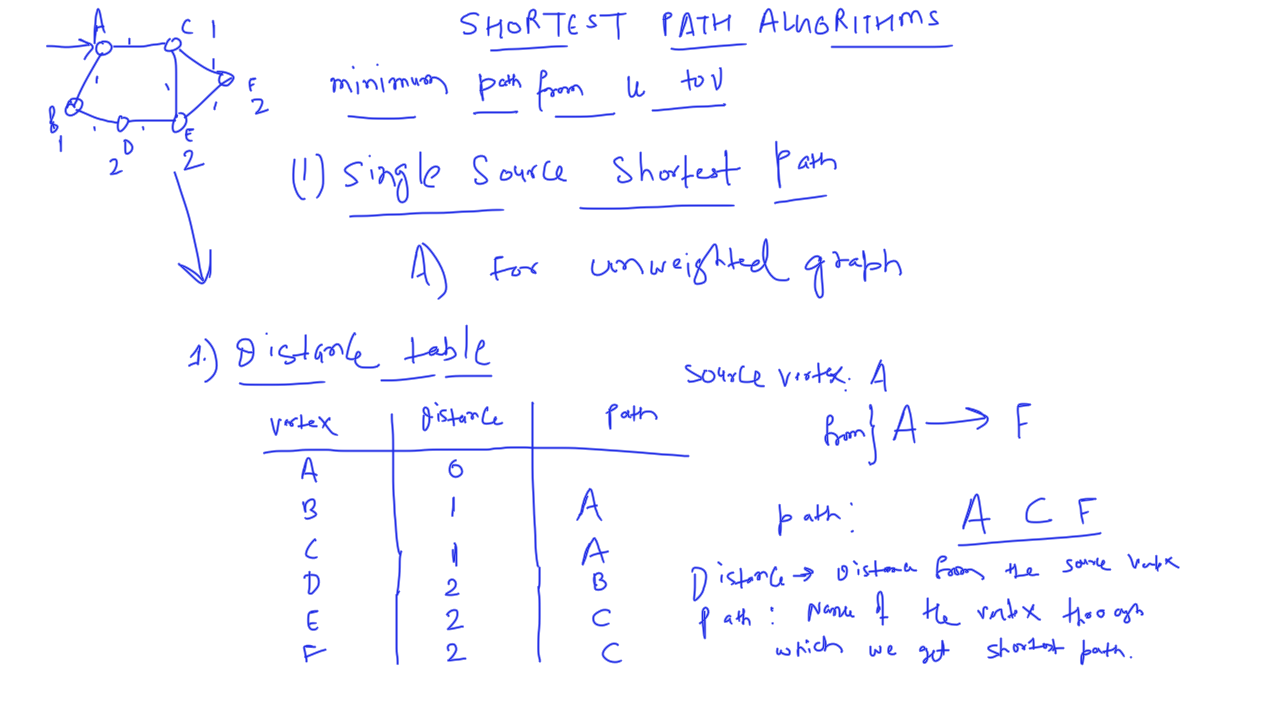 SHORTEST PATH ALGORITHMS
A
C 1
1
1
1
1
F
2
1
B
1
1
1
D
2
E
2
minimum path from u to v
(1) Single Source Shortest Path
A) For unweighted graph
1.) Distance table
Source vertex: A
from} A → F
vertex Distance Path
A 0
B 1 A
C 1 A
D 2 B
E 2 C
F 2 C
path: A C F
Distance → Distance from the source vertex
Path: Name of the vertex through
which we get shortest path.